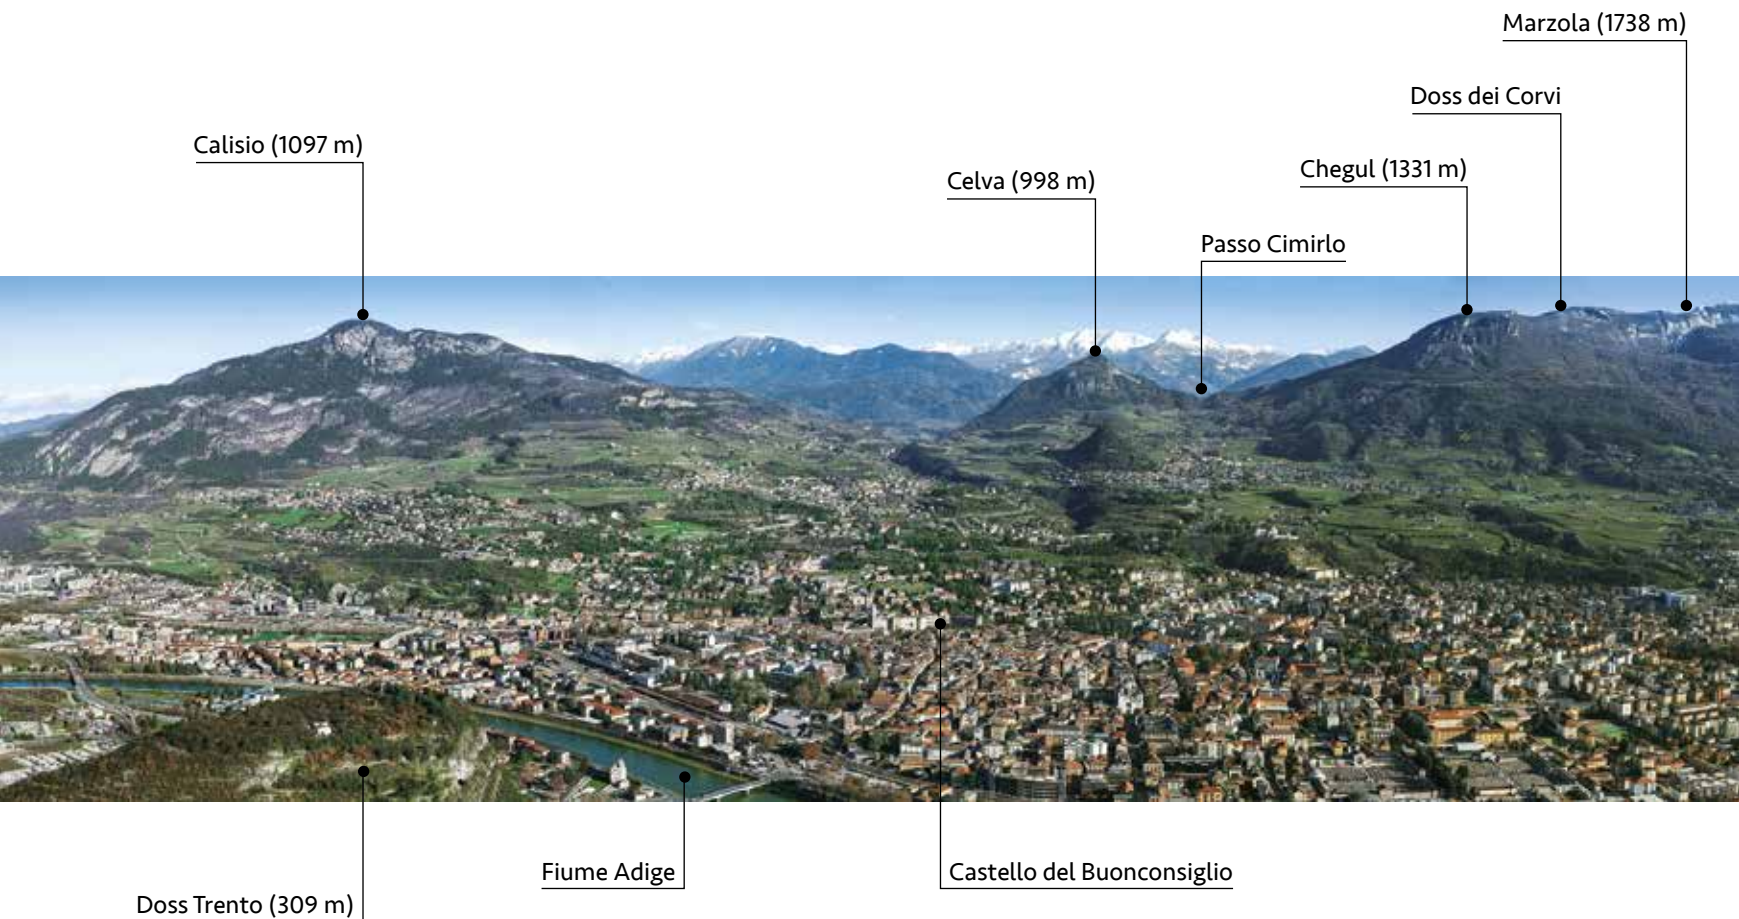 Marzola (1738 m)
Doss dei Corvi
Calisio (1097 m)
Chegul (1331 m)
Celva (998 m)
Passo Cimirlo
Fiume Adige
Castello del Buonconsiglio
Doss Trento (309 m)